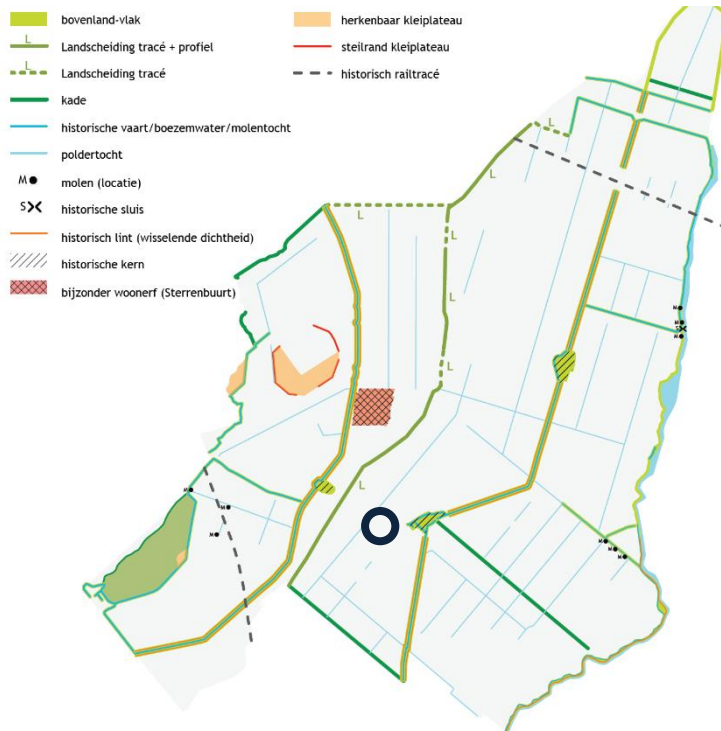 bovenland-vlak
L
Landscheiding tracé + profiel
L
Landscheiding tracé
kade
historische vaart/boezemwater/molentocht
poldertocht
M molen (locatie)
S historische sluis
historisch lint (wisselende dichtheid)
historische kern
bijzonder woonerf (Sterrenbuurt)
herkenbaar kleiplateau
steilrand kleiplateau
historisch railtracé
L
L
L
L
L
L
L
M
M
S
M
M
M
M
M
M
M